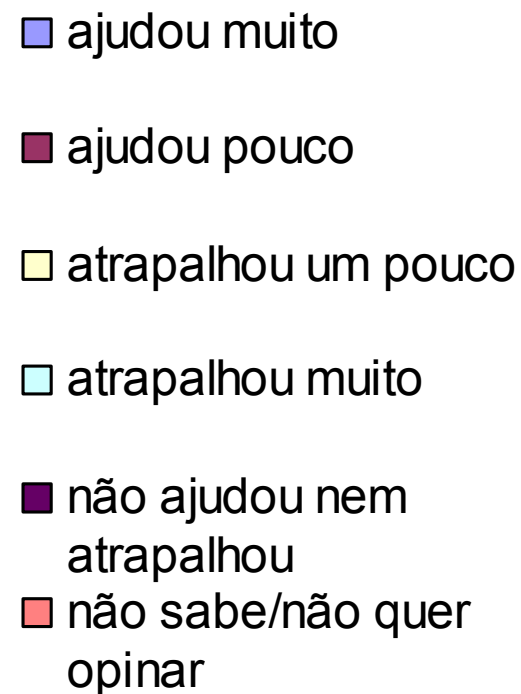 ajudou muito
ajudou pouco
atrapalhou um pouco
atrapalhou muito
não ajudou nem
atrapalhou
não sabe/não quer
opinar